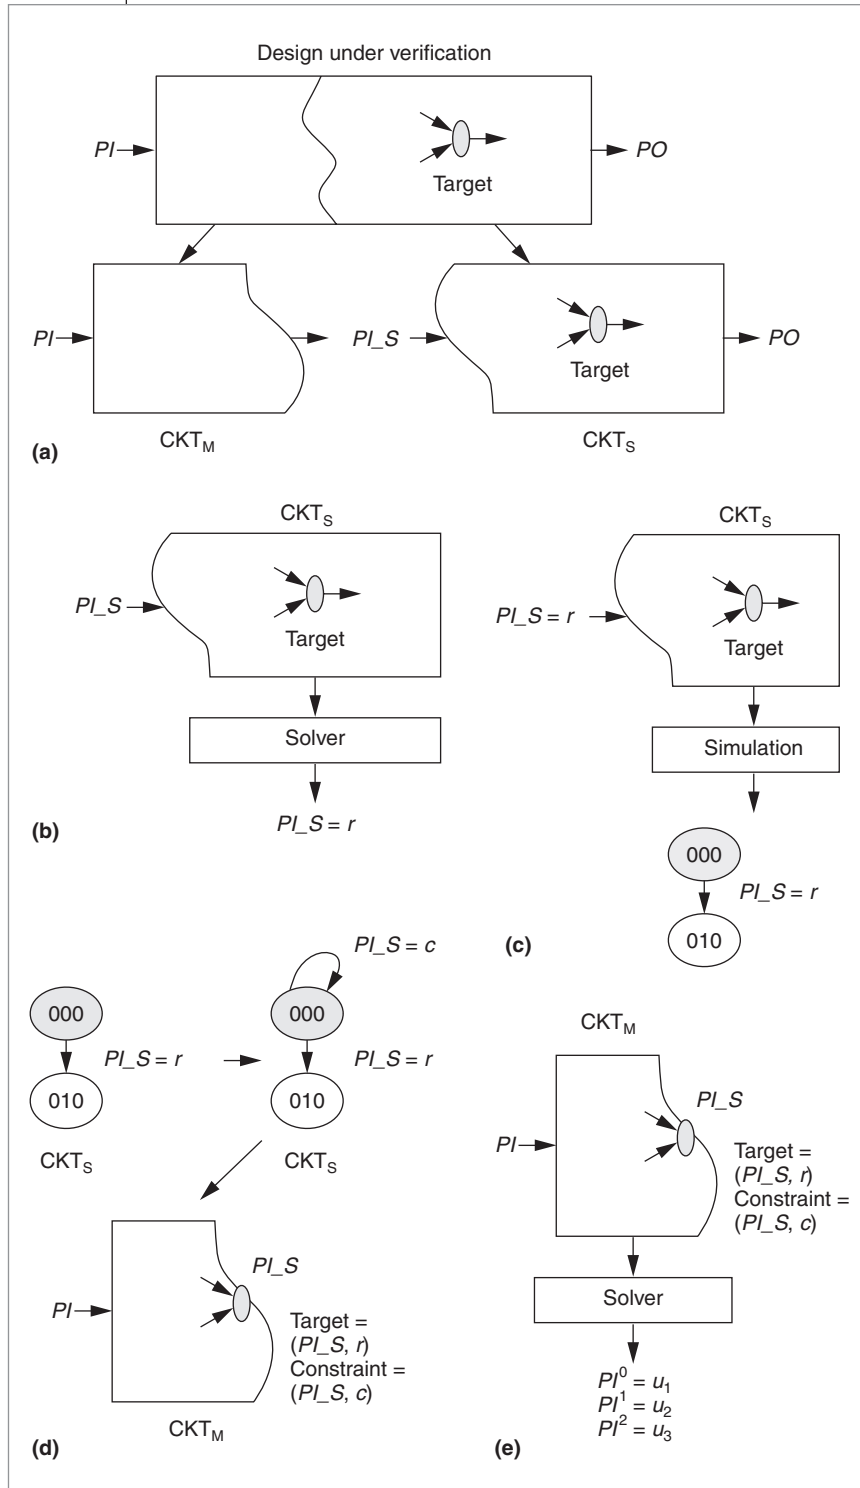 Design under verification
PI
PO
Target
PI
PI_S
PO
Target
CKT_M
CKT_S
(a)
CKT_S
PI_S
Target
Solver
PI_S = r
(b)
CKT_S
PI_S = r
Target
Simulation
000
PI_S = r
010
(c)
PI_S = c
000
000
PI_S = r
PI_S = r
010
010
CKT_S
CKT_S
PI_S
PI
Target =
(PI_S, r)
Constraint =
(PI_S, c)
CKT_M
(d)
CKT_M
PI_S
PI
Target =
(PI_S, r)
Constraint =
(PI_S, c)
Solver
PI^0 = u_1
PI^1 = u_2
PI^2 = u_3
(e)